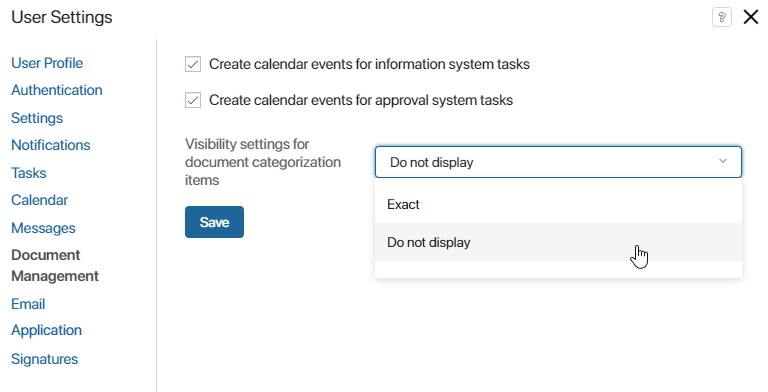 User Settings
?
User Profile
Authentication
Settings
Notifications
Tasks
Calendar
Messages
Document
Management
Email
Application
Signatures
Create calendar events for information system tasks
Create calendar events for approval system tasks
Visibility settings for
document categorization
items
Do not display
Exact
Do not display
Save